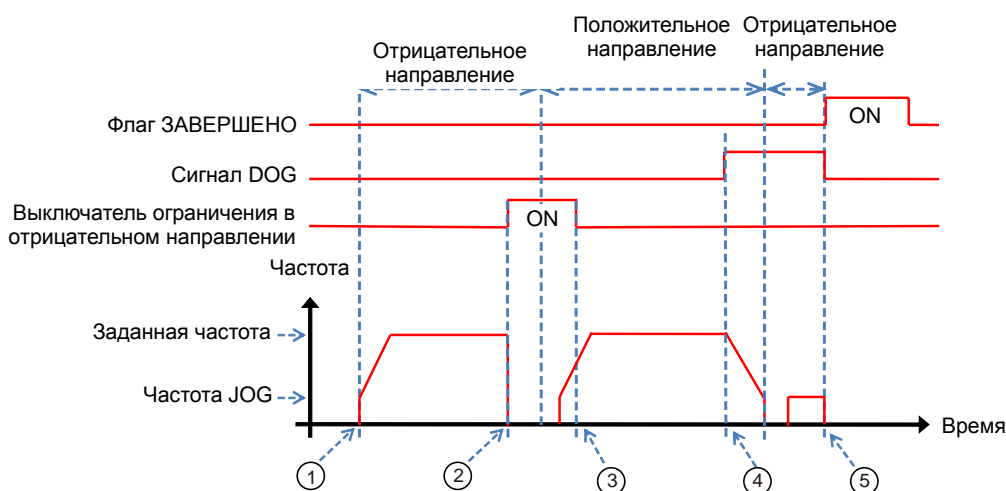 Отрицательное
направление
Положительное
направление
Отрицательное
направление
Флаг ЗАВЕРШЕНО
ON
Сигнал DOG
Выключатель ограничения в
отрицательном направлении
ON
Частота
Заданная частота
Частота JOG
Время
1
2
3
4
5